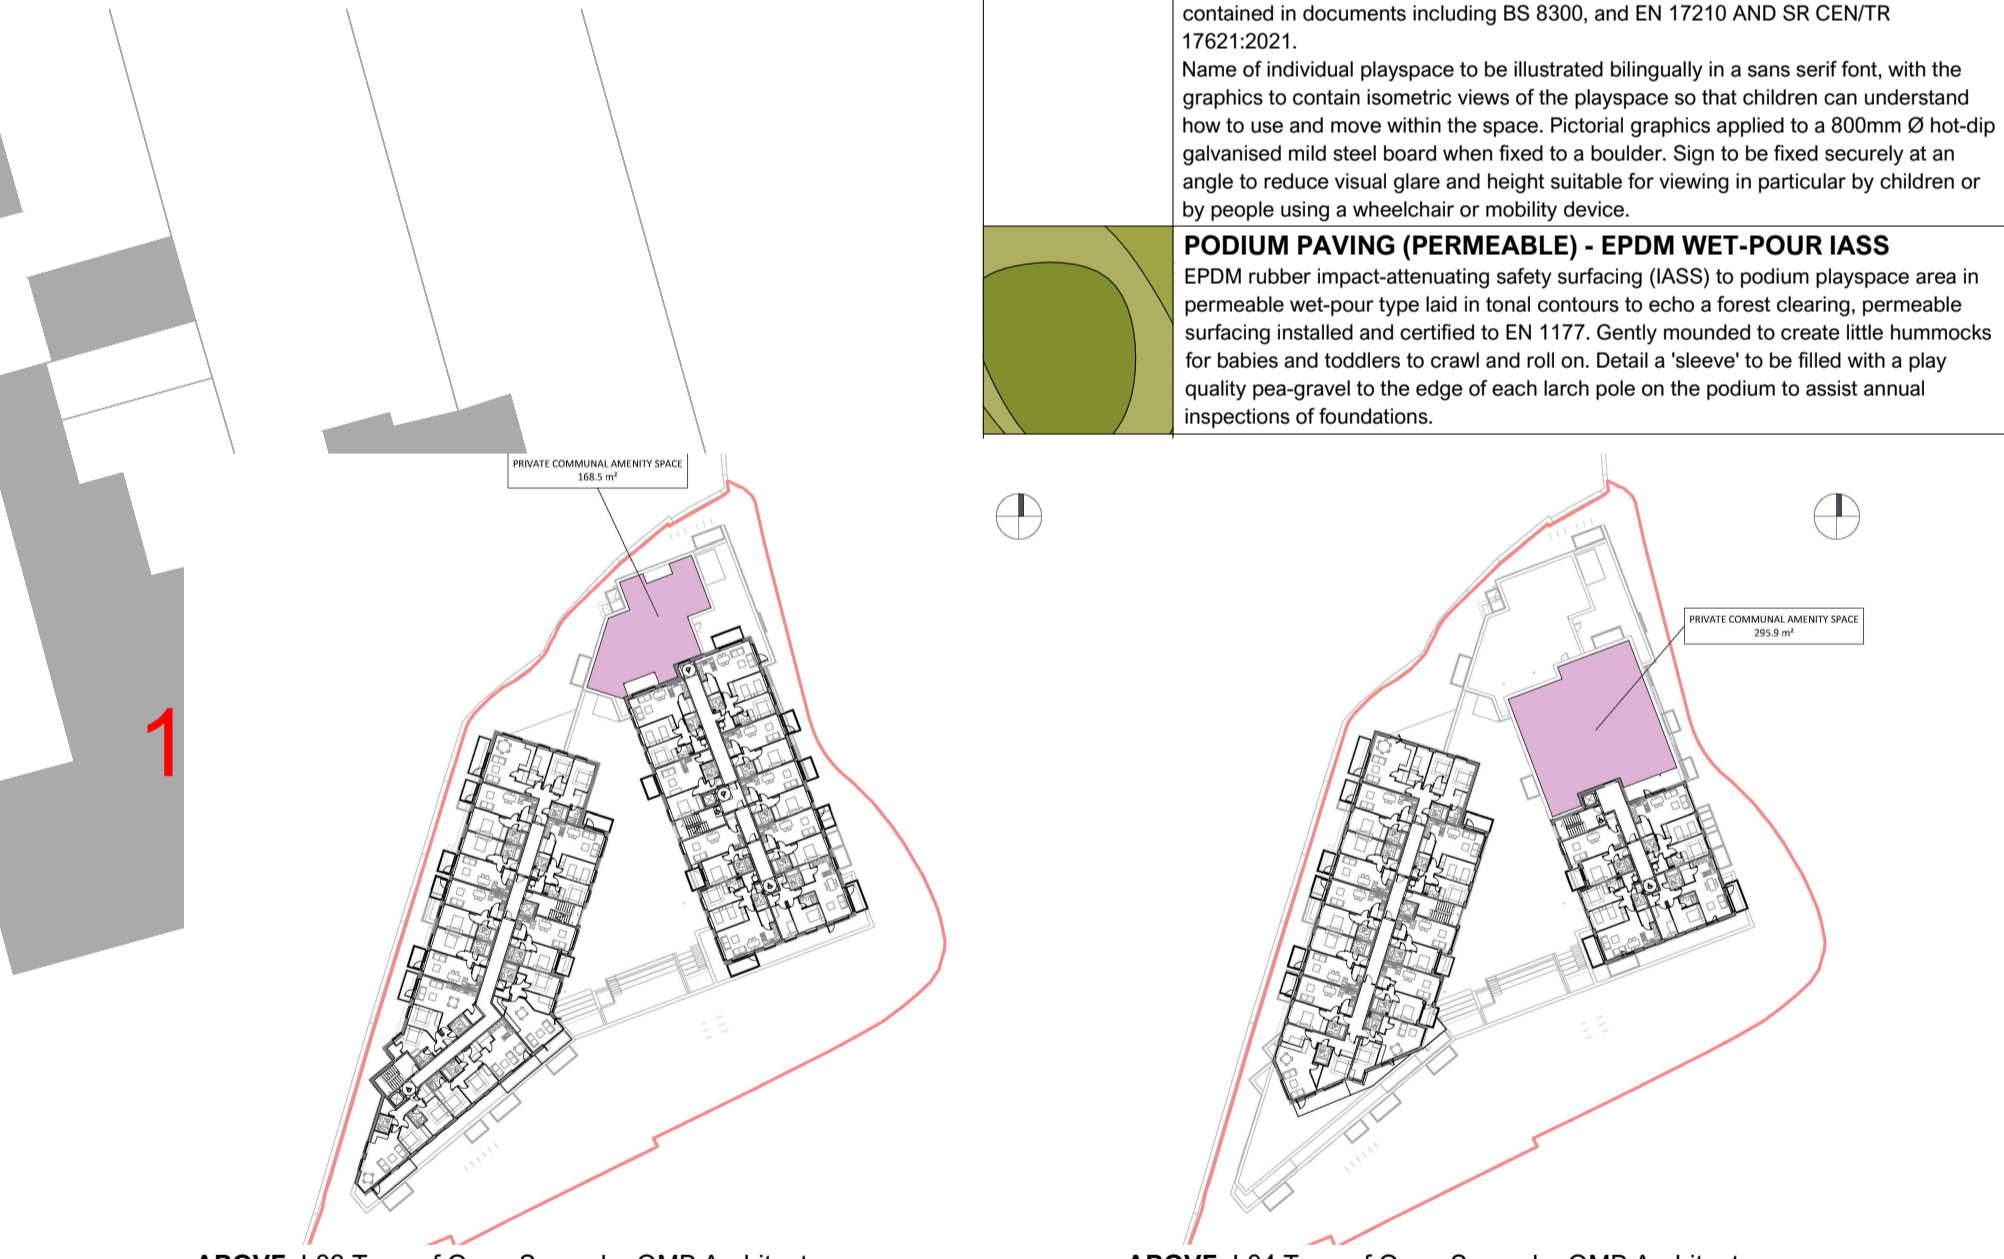 contained in documents including BS 8300, and EN 17210 AND SR CEN/TR
17621:2021.
Name of individual playspace to be illustrated bilingually in a sans serif font, with the
graphics to contain isometric views of the playspace so that children can understand
how to use and move within the space. Pictorial graphics applied to a 800mm Ø hot-dip
galvanised mild steel board when fixed to a boulder. Sign to be fixed securely at an
angle to reduce visual glare and height suitable for viewing in particular by children or
by people using a wheelchair or mobility device.
PODIUM PAVING (PERMEABLE) - EPDM WET-POUR IASS
EPDM rubber impact-attenuating safety surfacing (IASS) to podium playspace area in
permeable wet-pour type laid in tonal contours to echo a forest clearing, permeable
surfacing installed and certified to EN 1177. Gently mounded to create little hummocks
for babies and toddlers to crawl and roll on. Detail a 'sleeve' to be filled with a play
quality pea-gravel to the edge of each larch pole on the podium to assist annual
inspections of foundations.
PRIVATE COMMUNAL AMENITY SPACE
168.5 m²
PRIVATE COMMUNAL AMENITY SPACE
295.9 m²
1